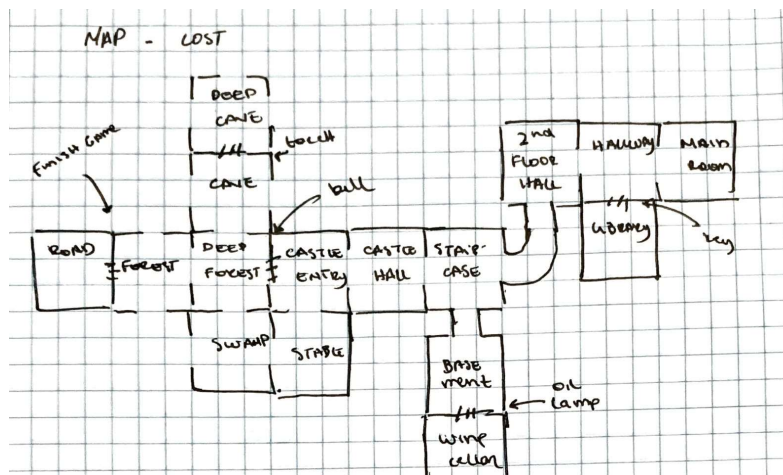 MAP - LOST
DEEP
CAVE
torch
CAVE
FINISH GAME
bell
2nd
FLOOR
HALL
HALLWAY
MAIN
ROOM
LIBRARY
key
ROAD
FOREST
DEEP
FOREST
CASTLE
ENTRY
CASTLE
HALL
STAIR-
CASE
SWAMP
STABLE
BASE
ment
oil
lamp
wine
cellar